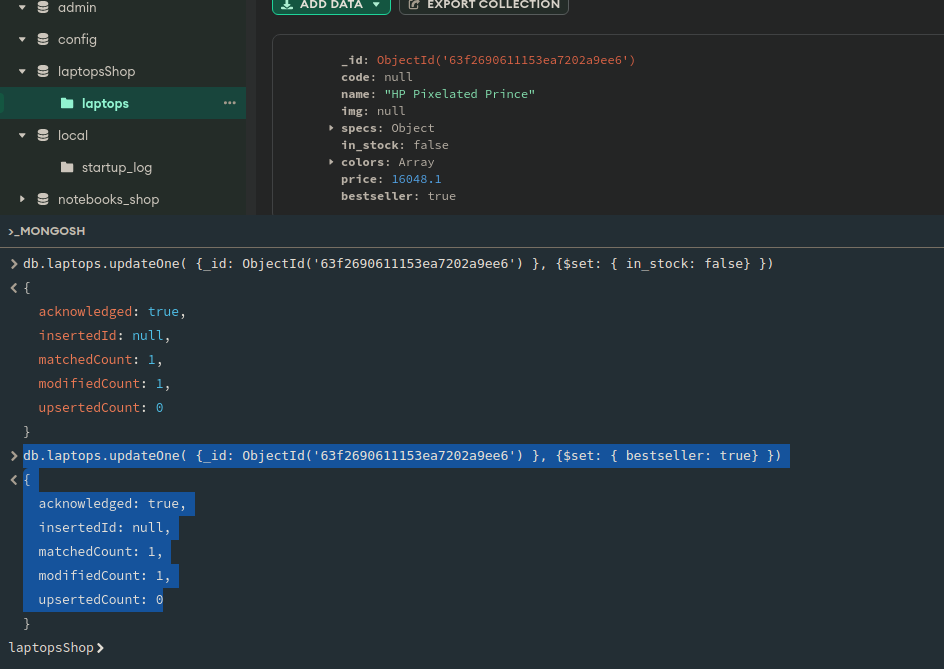 admin
config
laptopsShop
laptops
local
startup_log
notebooks_shop
ADD DATA
EXPORT COLLECTION
_id: ObjectId('63f2690611153ea7202a9ee6')
code: null
name: "HP Pixelated Prince"
img: null
specs: Object
in_stock: false
colors: Array
price: 16048.1
bestseller: true
>_MONGOSH
db.laptops.updateOne( {_id: ObjectId('63f2690611153ea7202a9ee6') }, {$set: { in_stock: false} })
{
acknowledged: true,
insertedId: null,
matchedCount: 1,
modifiedCount: 1,
upsertedCount: 0
}
db.laptops.updateOne( {_id: ObjectId('63f2690611153ea7202a9ee6') }, {$set: { bestseller: true} })
{
acknowledged: true,
insertedId: null,
matchedCount: 1,
modifiedCount: 1,
upsertedCount: 0
}
laptopsShop>